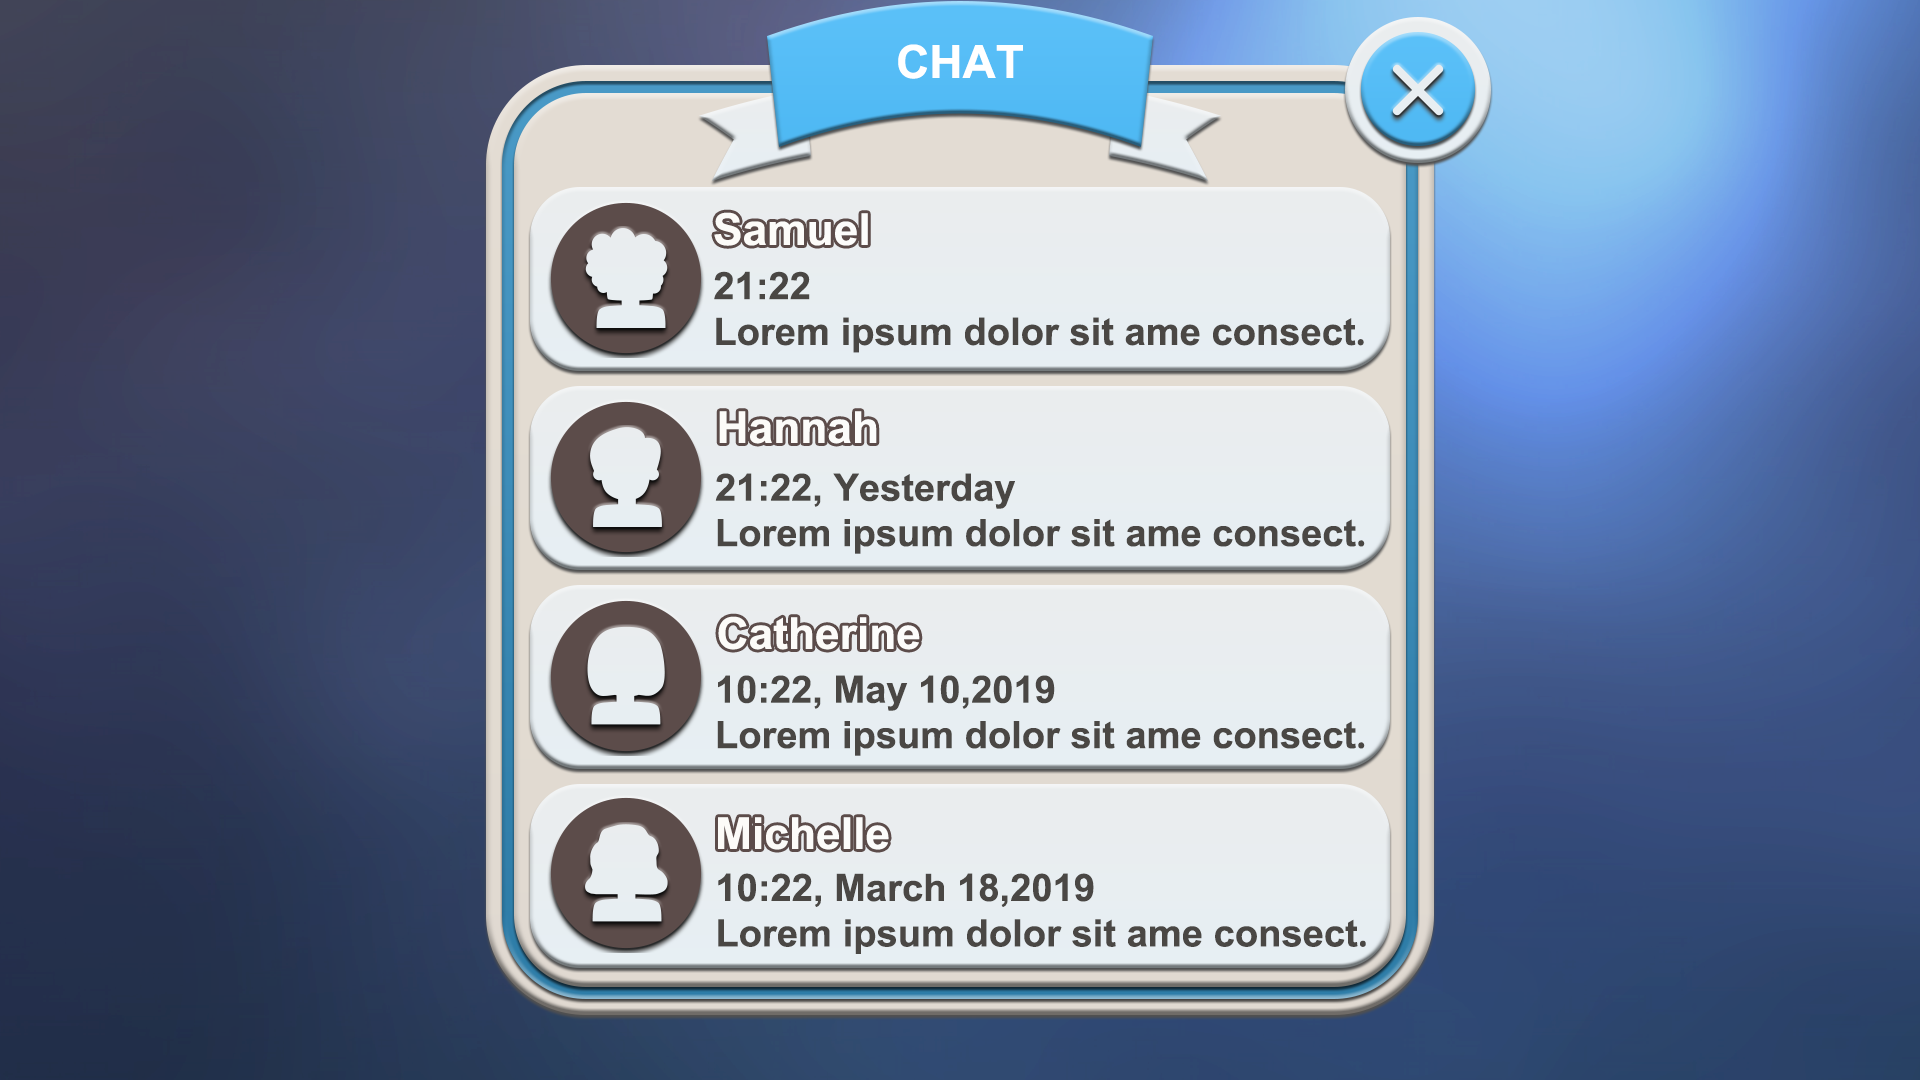 CHAT
Samuel
21:22
Lorem ipsum dolor sit ame consect.
Hannah
21:22, Yesterday
Lorem ipsum dolor sit ame consect.
Catherine
10:22, May 10,2019
Lorem ipsum dolor sit ame consect.
Michelle
10:22, March 18,2019
Lorem ipsum dolor sit ame consect.